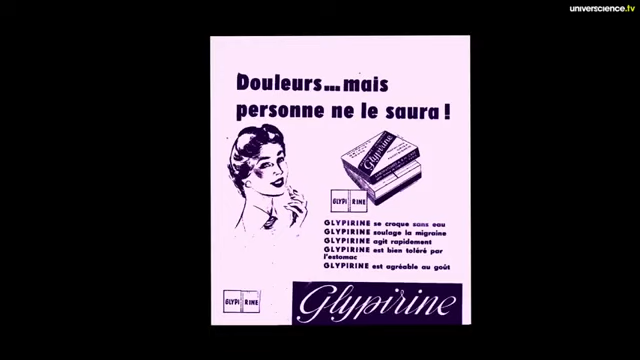 universcience.tv
Douleurs...mais
personne ne le saura !
Glypirine
GLYPI RINE
GLYPIRINE se croque sans eau
GLYPIRINE soulage la migraine
GLYPIRINE agit rapidement
GLYPIRINE est bien toléré par
l'estomac
GLYPIRINE est agréable au goût
GLYPI RINE
Glypirine